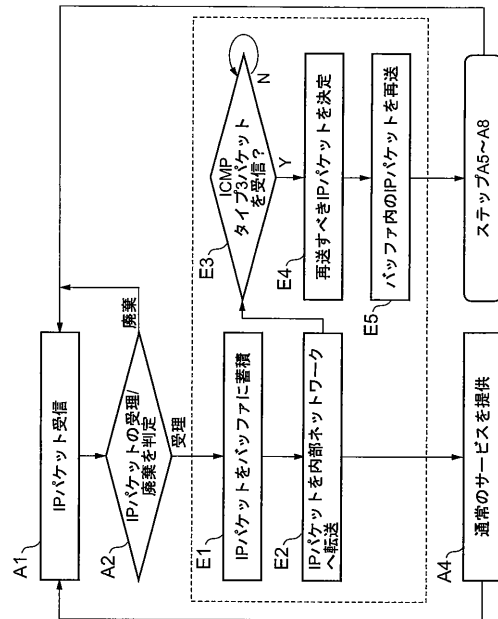 A1
IPパケット受信
A2
IPパケットの受理/
廃棄を判定
廃棄
受理
E1
IPパケットをバッファに蓄積
E2
IPパケットを内部ネットワーク
へ転送
E3
ICMP
タイプ3パケット
を受信?
N
Y
E4
再送すべきIPパケットを決定
E5
バッファ内のIPパケットを再送
A4
通常のサービスを提供
ステップA5~A8